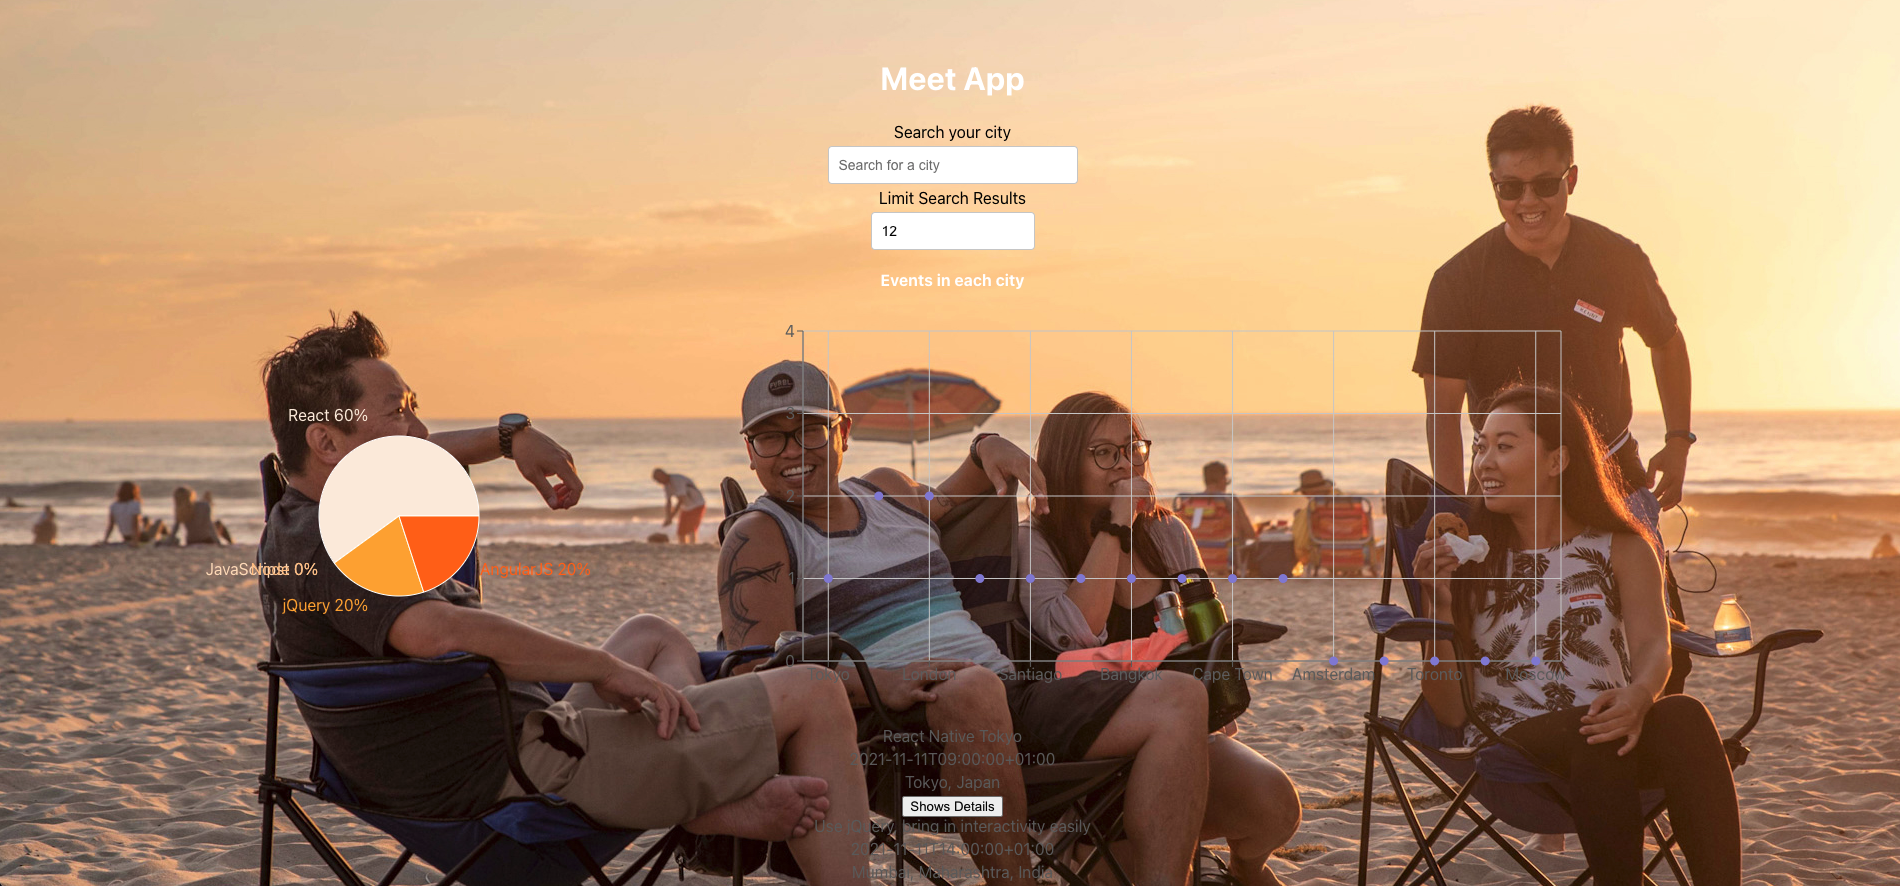 Meet App
Search your city
Search for a city
Limit Search Results
12
Events in each city
4
3
2
1
0
Tokyo
London
Santiago
Bangkok
Cape Town
Amsterdam
Toronto
Moscow
React 60%
JavaScript 0%
Node 0%
jQuery 20%
AngularJS 20%
React Native Tokyo
2021-11-11T09:00:00+01:00
Tokyo, Japan
Shows Details
Use jQuery, bring in interactivity easily
2021-11-11T14:00:00+01:00
Mumbai, Maharashtra, India